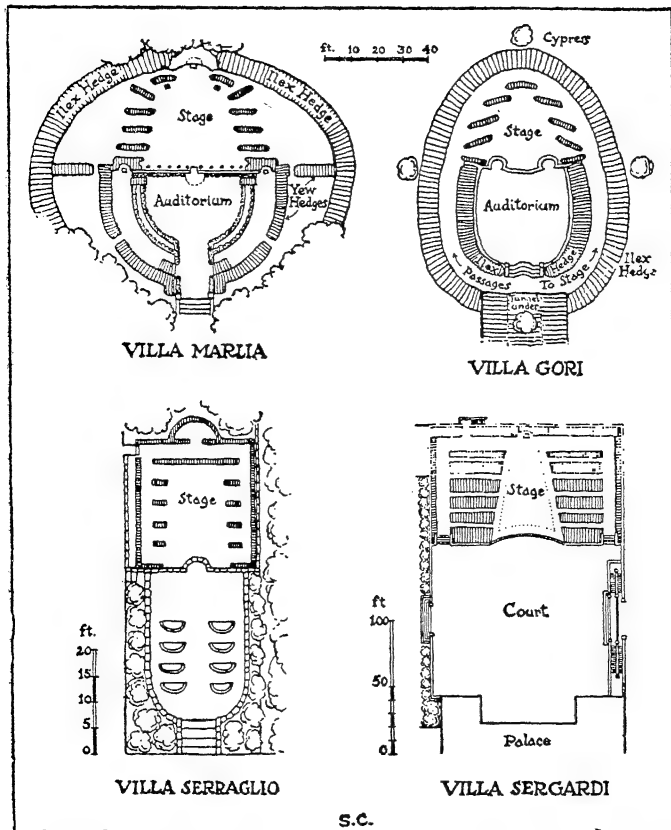 ft. 10 20 30 40
Cypress
Ilex Hedge
Ilex Hedge
Stage
Auditorium
Yew
Hedges
VILLA MARLIA
Stage
Auditorium
Ilex Hedge
Passages To Stage
Ilex
Hedge
Tunnel
under
VILLA GORI
Stage
ft.
20
15
10
5
0
VILLA SERRAGLIO
Stage
Court
ft
100
50
0
Palace
VILLA SERGARDI
S.C.